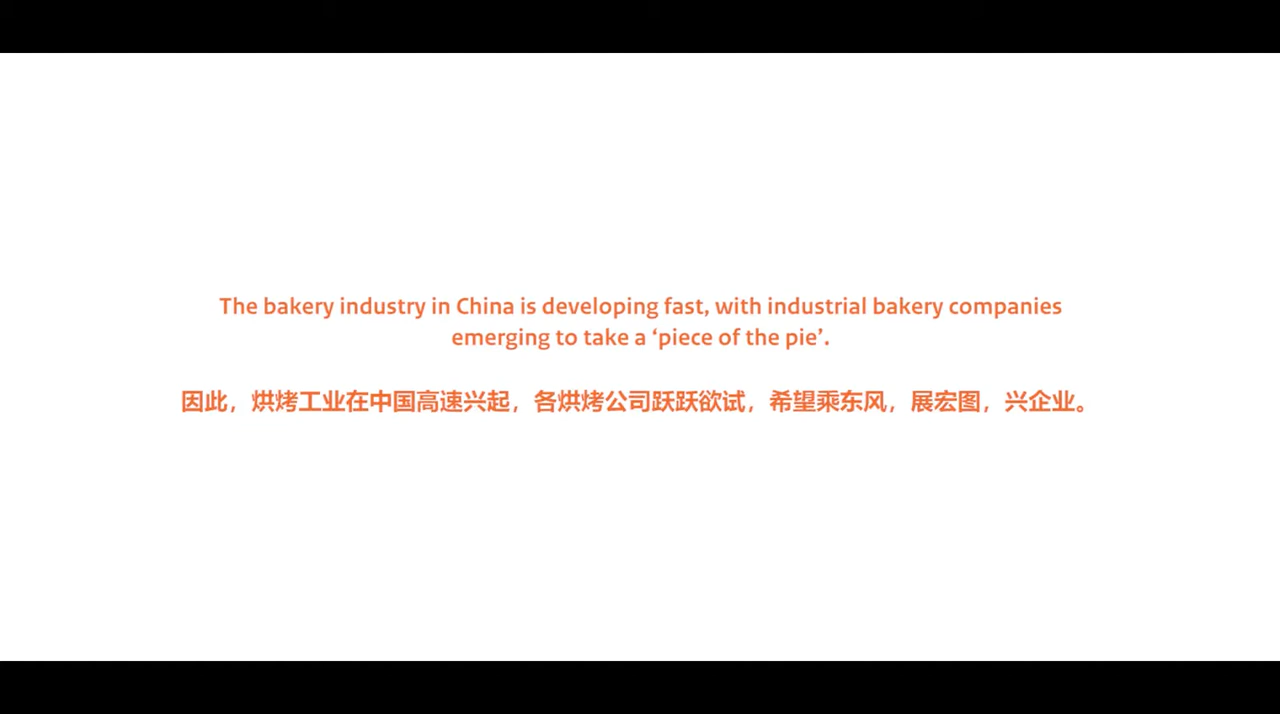 The bakery industry in China is developing fast, with industrial bakery companies
emerging to take a ‘piece of the pie’.
因此，烘烤工业在中国高速兴起，各烘烤公司跃跃欲试，希望乘东风，展宏图，兴企业。